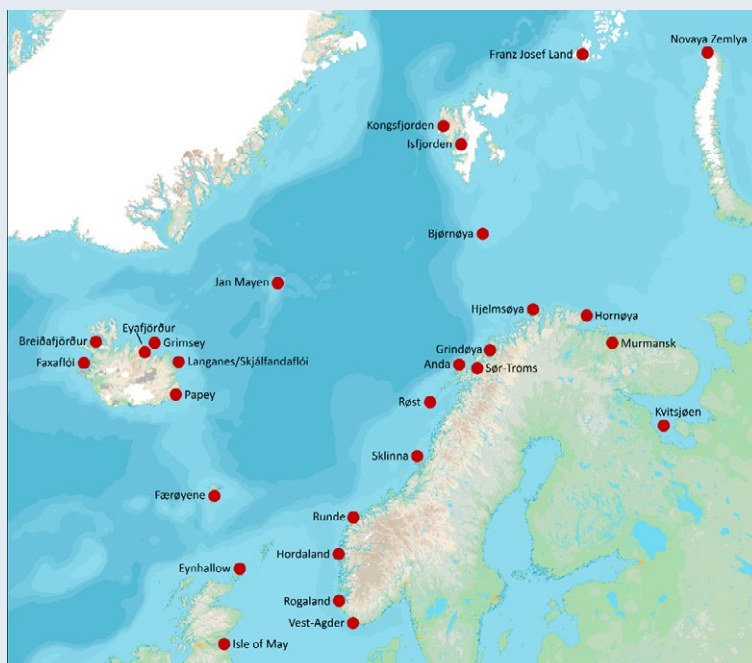 Novaya Zemlya
Franz Josef Land
Kongsfjorden
Isfjorden
Bjørnøya
Jan Mayen
Hjelmsøya
Hornøya
Eyafjörður
Breiðafjörður
Grimsey
Murmansk
Grindøya
Faxaflói
Langanes/Skjálfandaflói
Anda
Sør-Troms
Papey
Røst
Kvitsjøen
Sklinna
Færøyene
Runde
Hordaland
Eynhallow
Rogaland
Vest-Agder
Isle of May